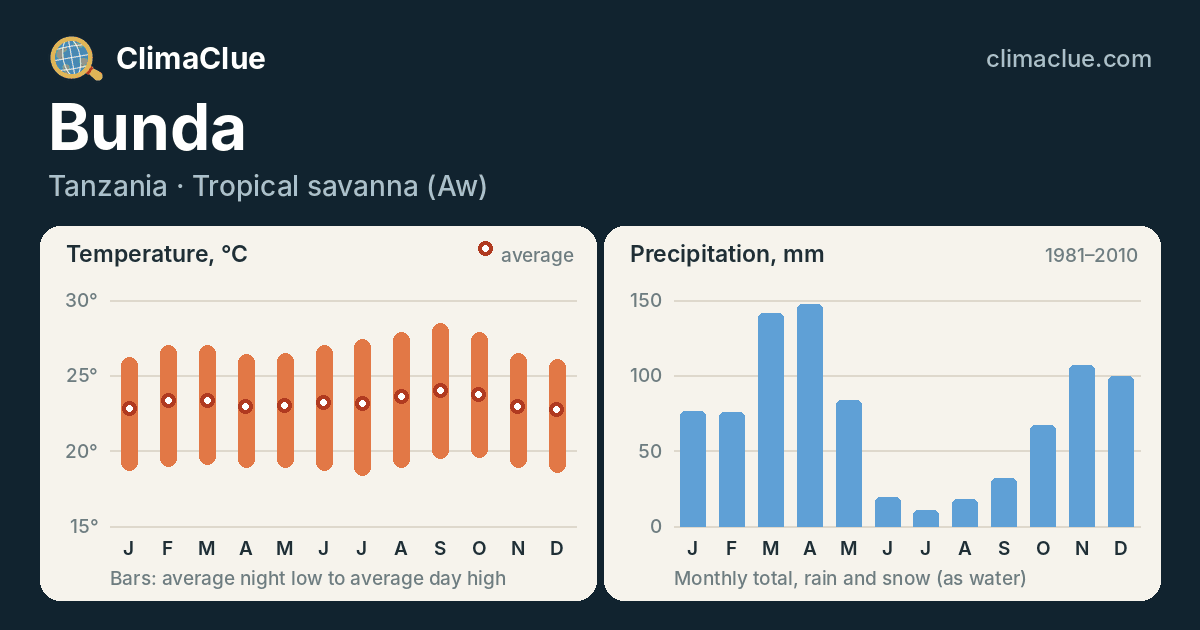 ClimaClue
climaclue.com
Bunda
Tanzania · Tropical savanna (Aw)
Temperature, °C
average
30°
25°
20°
15°
J F M A M J J A S O N D
Bars: average night low to average day high
Precipitation, mm
1981–2010
150
100
50
0
J F M A M J J A S O N D
Monthly total, rain and snow (as water)